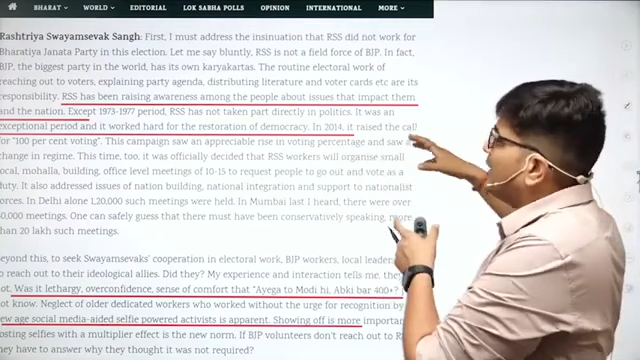 BHARAT WORLD EDITORIAL LOK SABHA POLLS OPINION INTERNATIONAL MORE
Rashtriya Swayamsevak Sangh: First, I must address the insinuation that RSS did not work for
Bharatiya Janata Party in this election. Let me say bluntly, RSS is not a field force of BJP. In fact,
BJP, the biggest party in the world, has its own karyakartas. The routine electoral work of
reaching out to voters, explaining party agenda, distributing literature and voter cards etc are its
responsibility. RSS has been raising awareness among the people about issues that impact them
and the nation. Except 1973-1977 period, RSS has not taken part directly in politics. It was an
exceptional period and it worked hard for the restoration of democracy. In 2014, it raised the call
for "100 per cent voting". This campaign saw an appreciable rise in voting percentage and saw a
change in regime. This time, too, it was officially decided that RSS workers will organise small
local, mohalla, building, office level meetings of 10-15 to request people to go out and vote as a
duty. It also addressed issues of nation building, national integration and support to nationalist
forces. In Delhi alone 1,20,000 such meetings were held. In Mumbai last I heard, there were over
0,000 meetings. One can safely guess that there must have been conservatively speaking, more
than 20 lakh such meetings.
Beyond this, to seek Swayamsevaks' cooperation in electoral work, BJP workers, local leaders
to reach out to their ideological allies. Did they? My experience and interaction tells me, they
not. Was it lethargy, overconfidence, sense of comfort that "Ayega to Modi hi, Abki bar 400+?
not know. Neglect of older dedicated workers who worked without the urge for recognition by
new age social media-aided selfie powered activists is apparent. Showing off is more important
posting selfies with a multiplier effect is the new norm. If BJP volunteers don't reach out to
they have to answer why they thought it was not required?